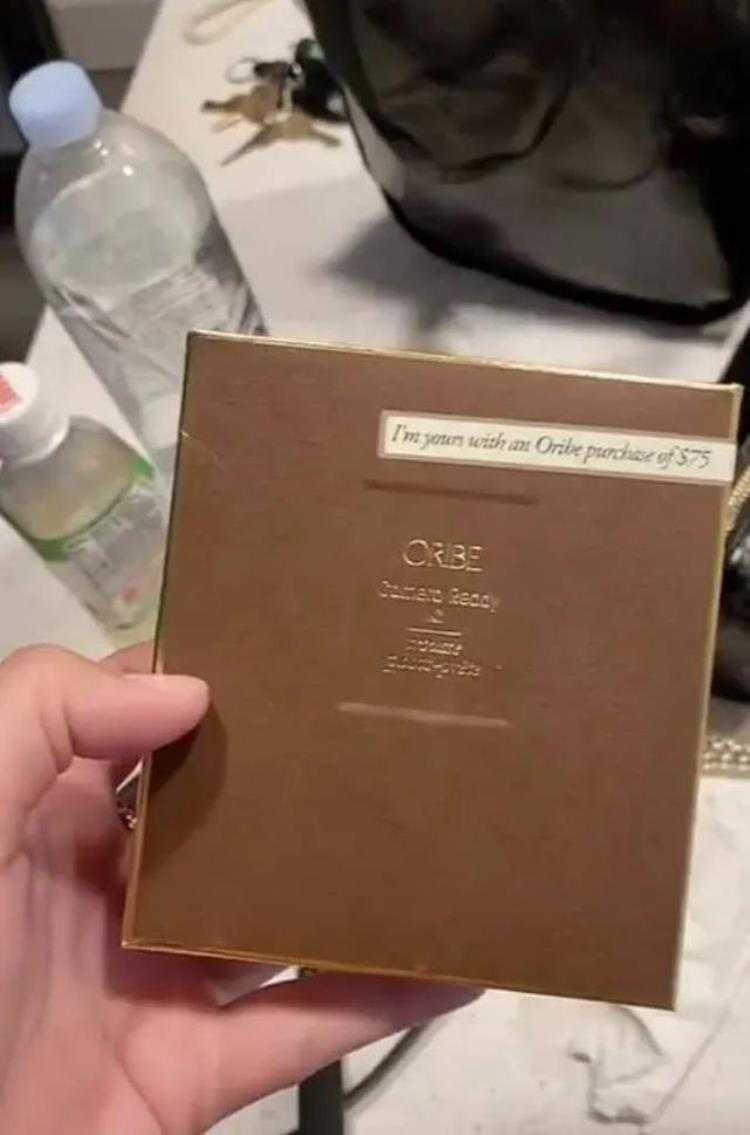 I'm yours with an Oribe purchase of $75
ORIBE
Camera Ready